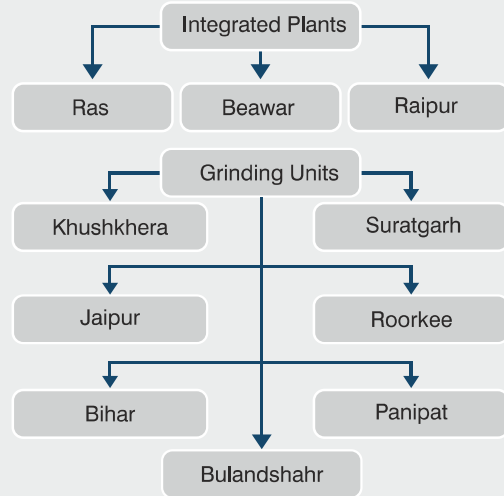 Integrated Plants
Ras
Beawar
Raipur
Grinding Units
Khushkhera
Suratgarh
Jaipur
Roorkee
Bihar
Panipat
Bulandshahr